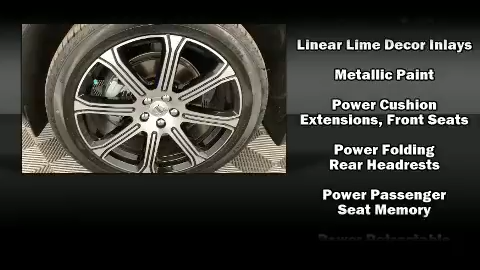 Linear Lime Decor Inlays
Metallic Paint
Power Cushion
Extensions, Front Seats
Power Folding
Rear Headrests
Power Passenger
Seat Memory